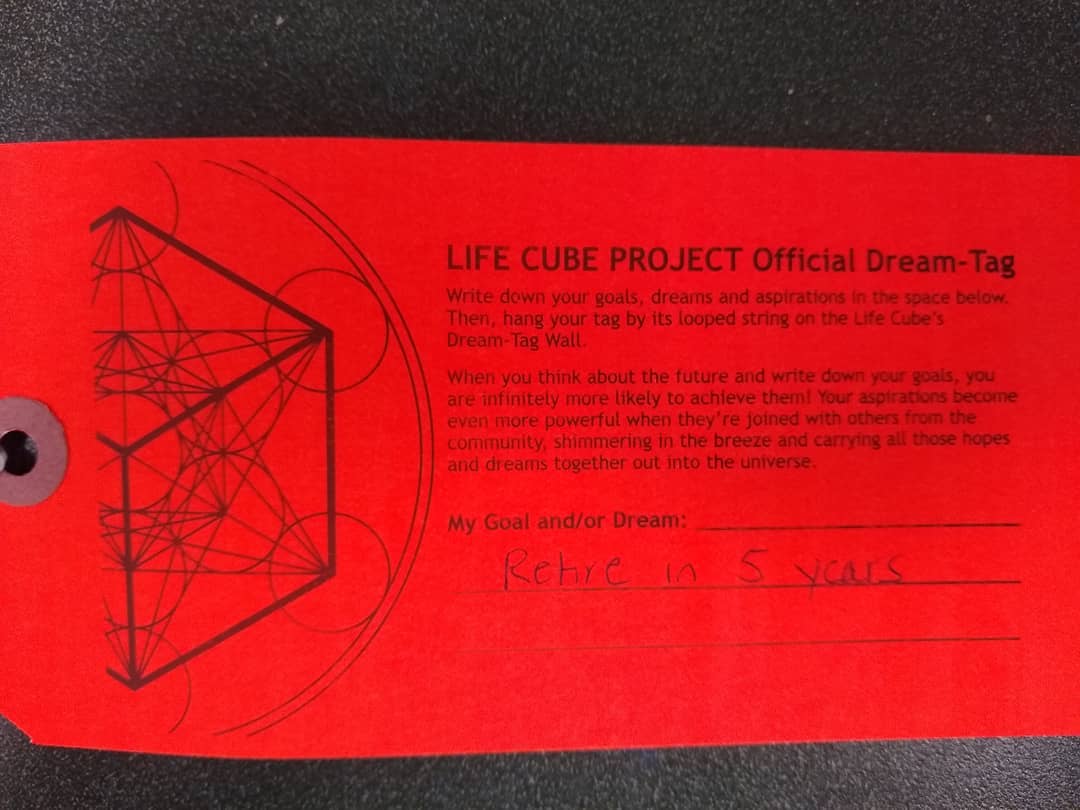 LIFE CUBE PROJECT Official Dream-Tag
Write down your goals, dreams and aspirations in the space below.
Then, hang your tag by its looped string on the Life Cube's
Dream-Tag Wall.
When you think about the future and write down your goals, you
are infinitely more likely to achieve them! Your aspirations become
even more powerful when they're joined with others from the
community, shimmering in the breeze and carrying all those hopes
and dreams together out into the universe.
My Goal and/or Dream:
Retire in 5 years